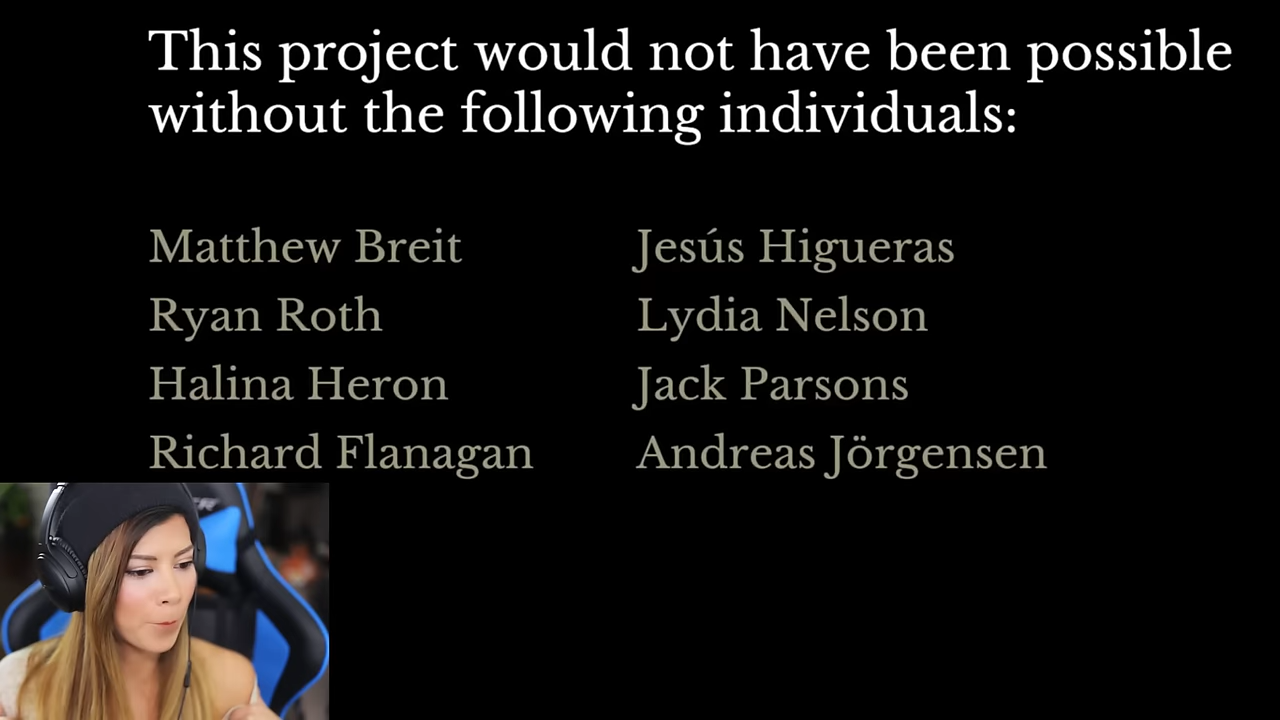 This project would not have been possible
without the following individuals:
Matthew Breit
Jesús Higueras
Ryan Roth
Lydia Nelson
Halina Heron
Jack Parsons
Richard Flanagan
Andreas Jörgensen